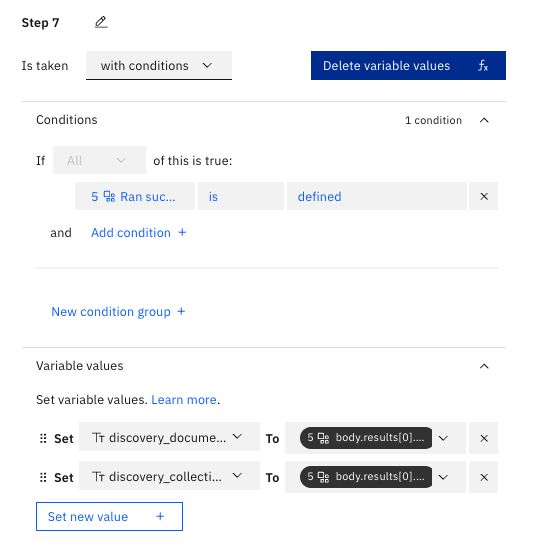 Step 7
Is taken with conditions Delete variable values fx
Conditions 1 condition
If All of this is true:
5 Ran suc... is defined ×
and Add condition +
New condition group +
Variable values
Set variable values. Learn more.
Set Tт discovery_docume... To 5 body.results[0].... ×
Set Tт discovery_collecti... To 5 body.results[0].... ×
Set new value +